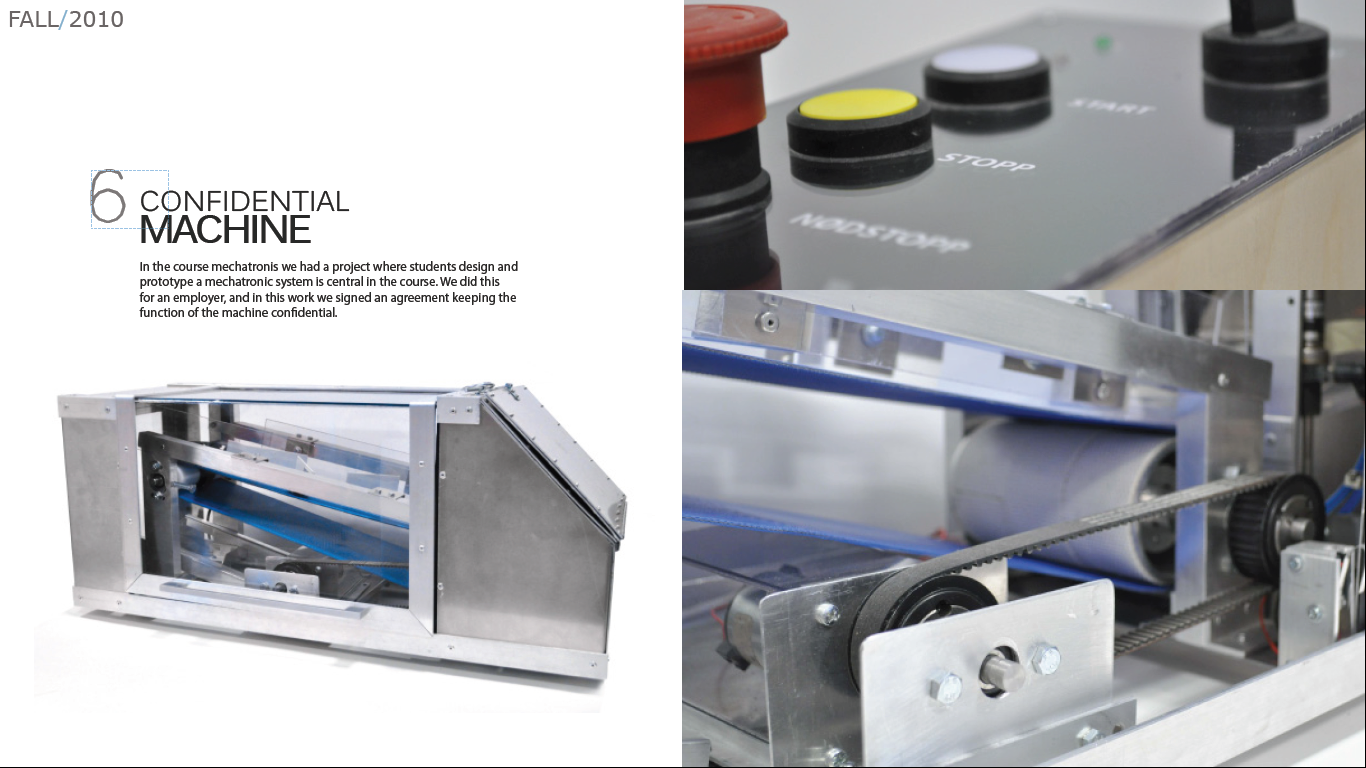 FALL/2010
6
CONFIDENTIAL
MACHINE
In the course mechatronis we had a project where students design and
prototype a mechatronic system is central in the course. We did this
for an employer, and in this work we signed an agreement keeping the
function of the machine confidential.
START
STOPP
NØDSTOPP